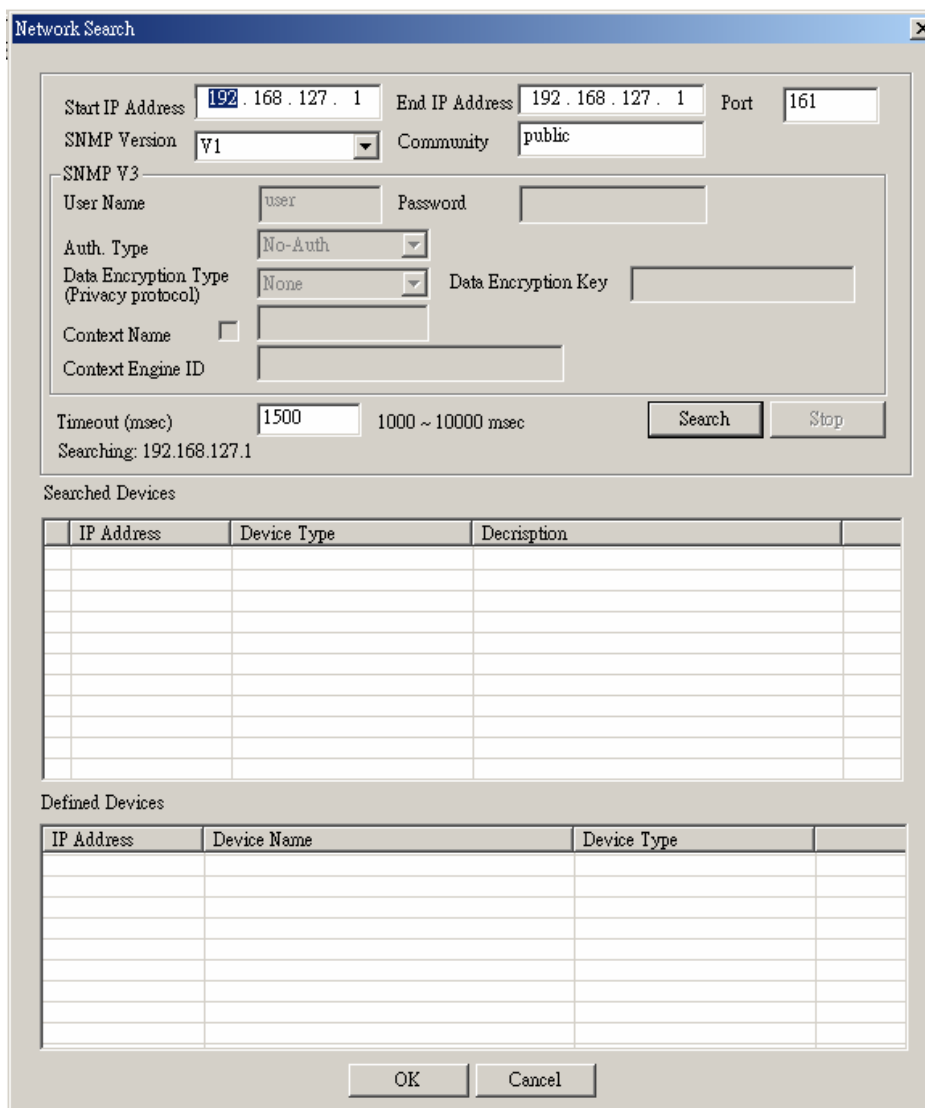 Network Search
Start IP Address 192 . 168 . 127 . 1 End IP Address 192 . 168 . 127 . 1 Port 161
SNMP Version V1 Community public
SNMP V3
User Name user Password
Auth. Type No-Auth
Data Encryption Type
(Privacy protocol) None Data Encryption Key
Context Name
Context Engine ID
Timeout (msec) 1500 1000 ~ 10000 msec Search Stop
Searching: 192.168.127.1
Searched Devices
IP Address Device Type Decrisption
Defined Devices
IP Address Device Name Device Type
OK Cancel